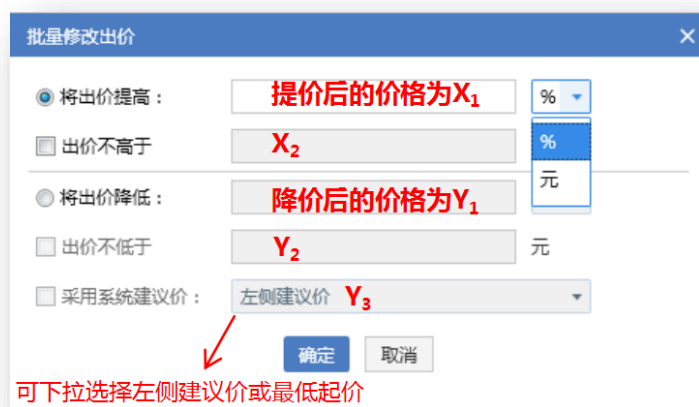 批量修改出价
将出价提高： 提价后的价格为X₁ %
出价不高于 X₂ %
元
将出价降低： 降价后的价格为Y₁
出价不低于 Y₂ 元
采用系统建议价： 左侧建议价 Y₃
确定 取消
可下拉选择左侧建议价或最低起价